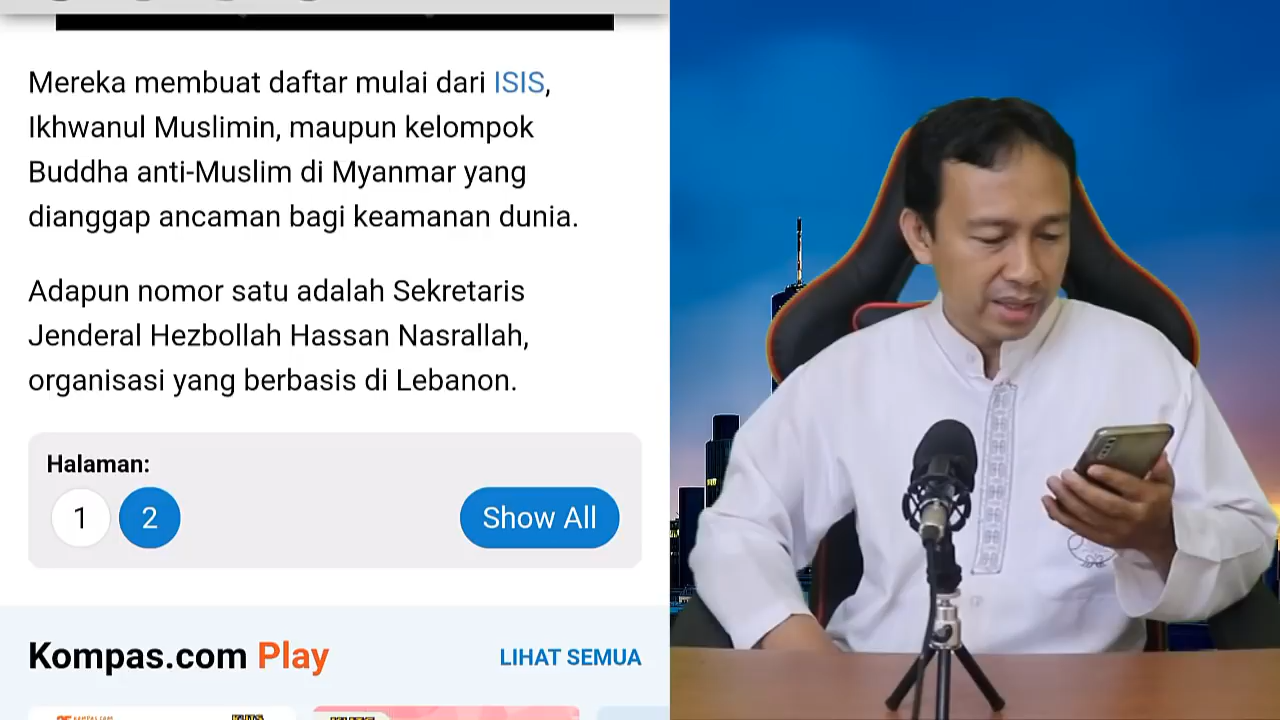 Mereka membuat daftar mulai dari ISIS,
Ikhwanul Muslimin, maupun kelompok
Buddha anti-Muslim di Myanmar yang
dianggap ancaman bagi keamanan dunia.
Adapun nomor satu adalah Sekretaris
Jenderal Hezbollah Hassan Nasrallah,
organisasi yang berbasis di Lebanon.
Halaman:
1 2 Show All
Kompas.com Play LIHAT SEMUA